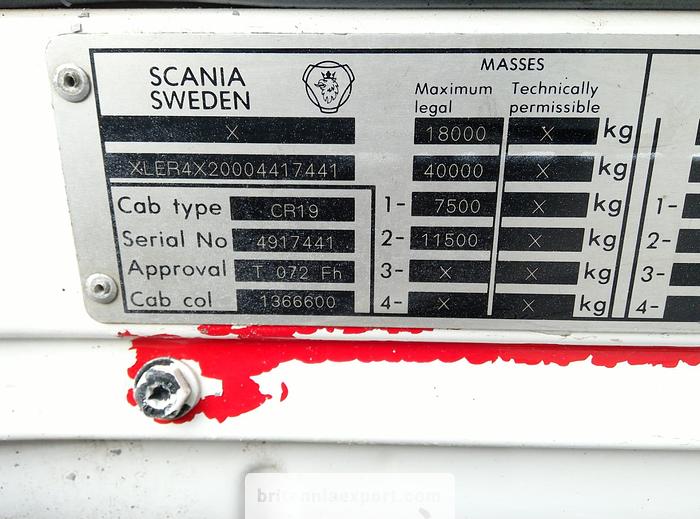 SCANIA
SWEDEN
MASSES
Maximum legal
Technically permissible
X 18000 X kg
XLER4X20004417441 40000 X kg
Cab type CR19 1- 7500 X kg 1-
Serial No 4917441 2- 11500 X kg 2-
Approval T 072 Fh 3- X X kg 3-
Cab col 1366600 4- X X kg 4-
britanniaexport.com